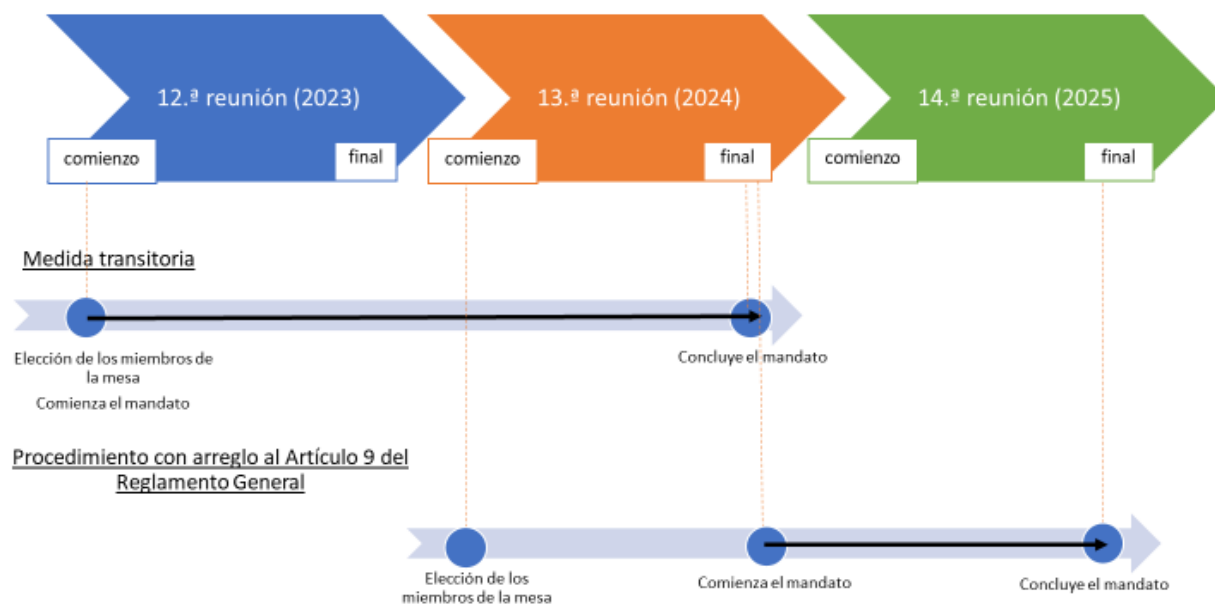 12.ª reunión (2023)
13.ª reunión (2024)
14.ª reunión (2025)
comienzo
final
comienzo
final
comienzo
final
Medida transitoria
Elección de los miembros de
la mesa
Comienza el mandato
Concluye el mandato
Procedimiento con arreglo al Artículo 9 del
Reglamento General
Elección de los
miembros de la mesa
Comienza el mandato
Concluye el mandato